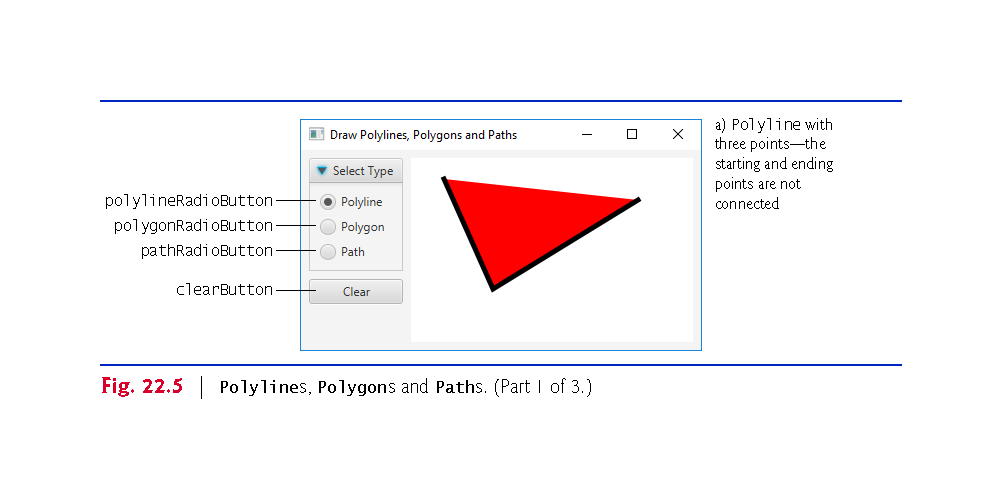 Draw Polylines, Polygons and Paths
a) Polyline with
three points—the
starting and ending
points are not
connected
Select Type
polylineRadioButton
Polyline
polygonRadioButton
Polygon
pathRadioButton
Path
clearButton
Clear
Fig. 22.5 | Polylines, Polygons and Paths. (Part 1 of 3.)